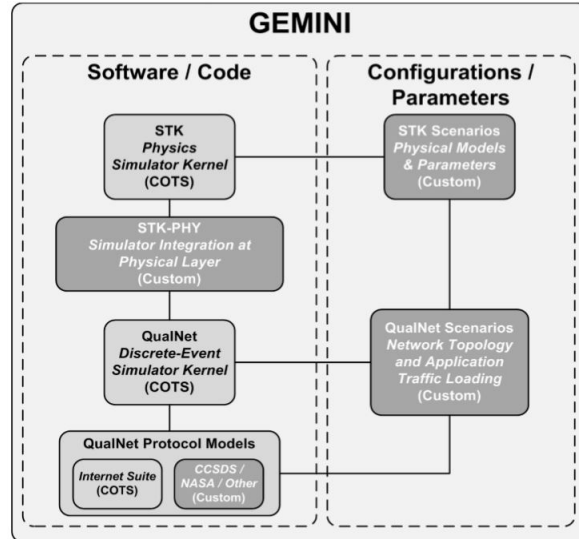 GEMINI
Software / Code
STK
Physics
Simulator Kernel
(COTS)
STK-PHY
Simulator Integration at
Physical Layer
(Custom)
QualNet
Discrete-Event
Simulator Kernel
(COTS)
QualNet Protocol Models
Internet Suite
(COTS)
CCSDS /
NASA / Other
(Custom)
Configurations /
Parameters
STK Scenarios
Physical Models
& Parameters
(Custom)
QualNet Scenarios
Network Topology
and Application
Traffic Loading
(Custom)